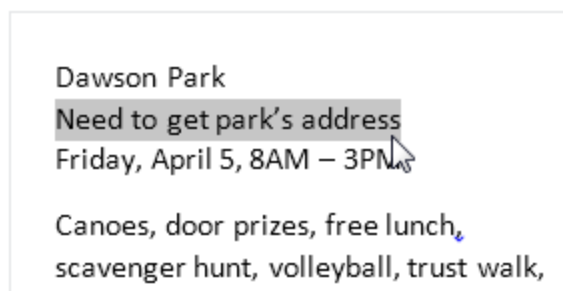 Dawson Park
Need to get park’s address
Friday, April 5, 8AM – 3PM
Canoes, door prizes, free lunch,
scavenger hunt, volleyball, trust walk,